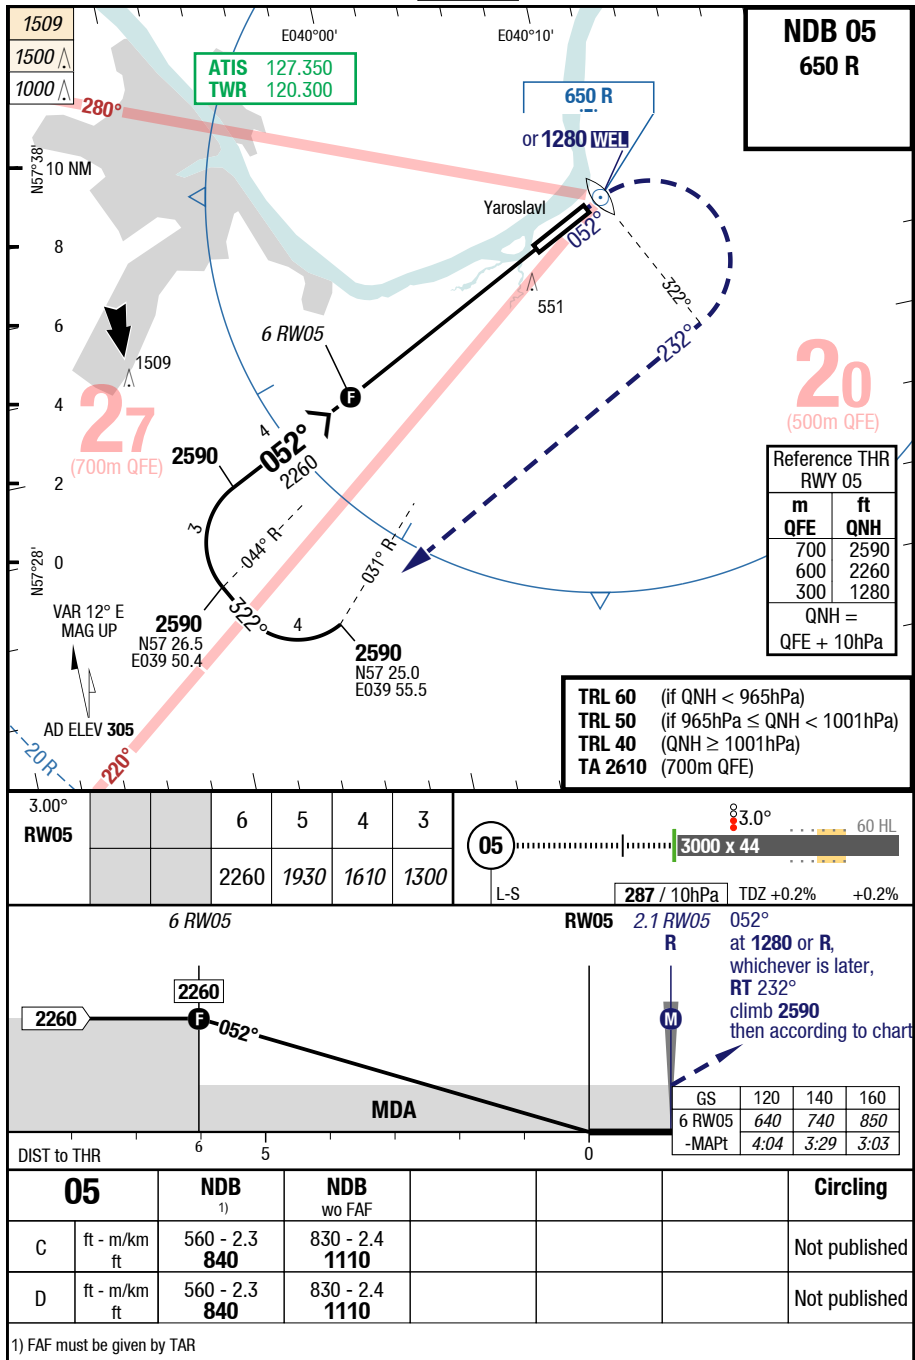 1509
1500
1000
E040°00'
E040°10'
NDB 05
650 R
ATIS 127.350
TWR 120.300
650 R
or 1280 WEL
280°
N57°38'
10 NM
8
6
4
2
0
N57°28'
Yaroslavl
052°
551
322°
232°
6 RW05
F
1509
27
(700m QFE)
20
(500m QFE)
2590
4
052°
2260
3
044° R
031° R
322°
4
2590
N57 26.5
E039 50.4
2590
N57 25.0
E039 55.5
VAR 12° E
MAG UP
AD ELEV 305
20 R
220°
Reference THR
RWY 05
m ft
QFE QNH
700 2590
600 2260
300 1280
QNH =
QFE + 10hPa
TRL 60 (if QNH < 965hPa)
TRL 50 (if 965hPa ≤ QNH < 1001hPa)
TRL 40 (QNH ≥ 1001hPa)
TA 2610 (700m QFE)
3.00°
RW05
6 5 4 3
2260 1930 1610 1300
05
3.0°
60 HL
3000 x 44
L-S
287 / 10hPa
TDZ +0.2% +0.2%
6 RW05
RW05
2.1 RW05
R
052°
at 1280 or R,
whichever is later,
RT 232°
climb 2590
then according to chart
2260
2260
F
052°
M
MDA
GS 120 140 160
6 RW05 640 740 850
-MAPt 4:04 3:29 3:03
DIST to THR
6 5 0
05 NDB 1) NDB wo FAF Circling
C ft - m/km 560 - 2.3 830 - 2.4 Not published
ft 840 1110
D ft - m/km 560 - 2.3 830 - 2.4 Not published
ft 840 1110
1) FAF must be given by TAR